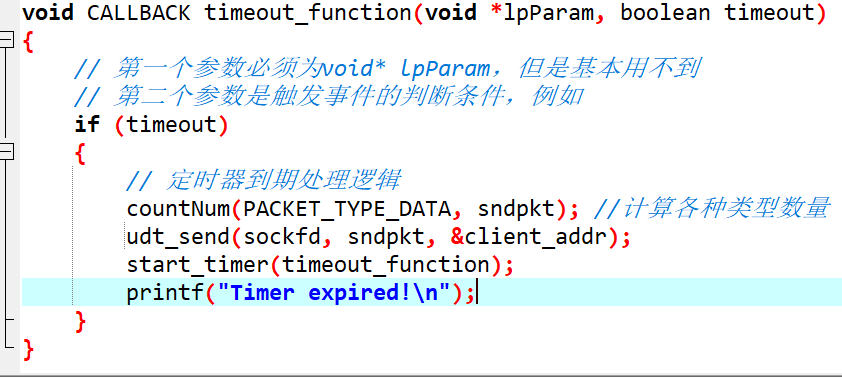 void CALLBACK timeout_function(void *lpParam, boolean timeout)
{
// 第一个参数必须为void* lpParam，但是基本用不到
// 第二个参数是触发事件的判断条件，例如
if (timeout)
{
// 定时器到期处理逻辑
countNum(PACKET_TYPE_DATA, sndpkt); //计算各种类型数量
udt_send(sockfd, sndpkt, &client_addr);
start_timer(timeout_function);
printf("Timer expired!\n");
}
}